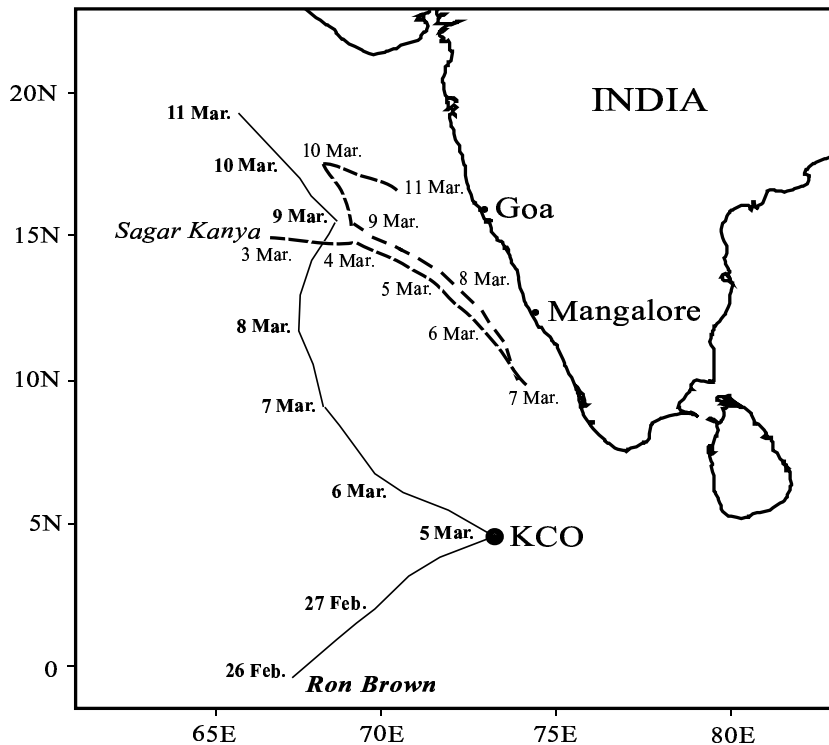 20N
INDIA
11 Mar.
10 Mar.
10 Mar.
11 Mar.
Goa
9 Mar.
9 Mar.
15N
Sagar Kanya
3 Mar.
4 Mar.
8 Mar.
5 Mar.
Mangalore
8 Mar.
6 Mar.
10N
7 Mar.
7 Mar.
6 Mar.
5N
5 Mar.
KCO
27 Feb.
0
26 Feb.
Ron Brown
65E 70E 75E 80E